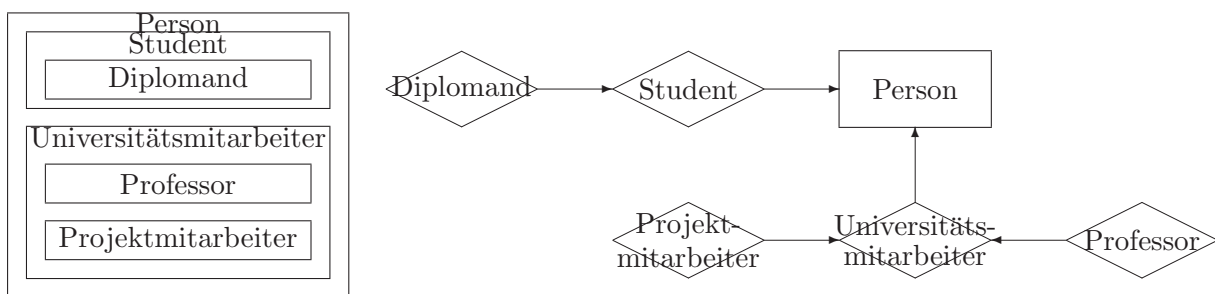 Person
Student
Diplomand
Universitätsmitarbeiter
Professor
Projektmitarbeiter
Diplomand
Student
Person
Projekt-
mitarbeiter
Universitäts-
mitarbeiter
Professor